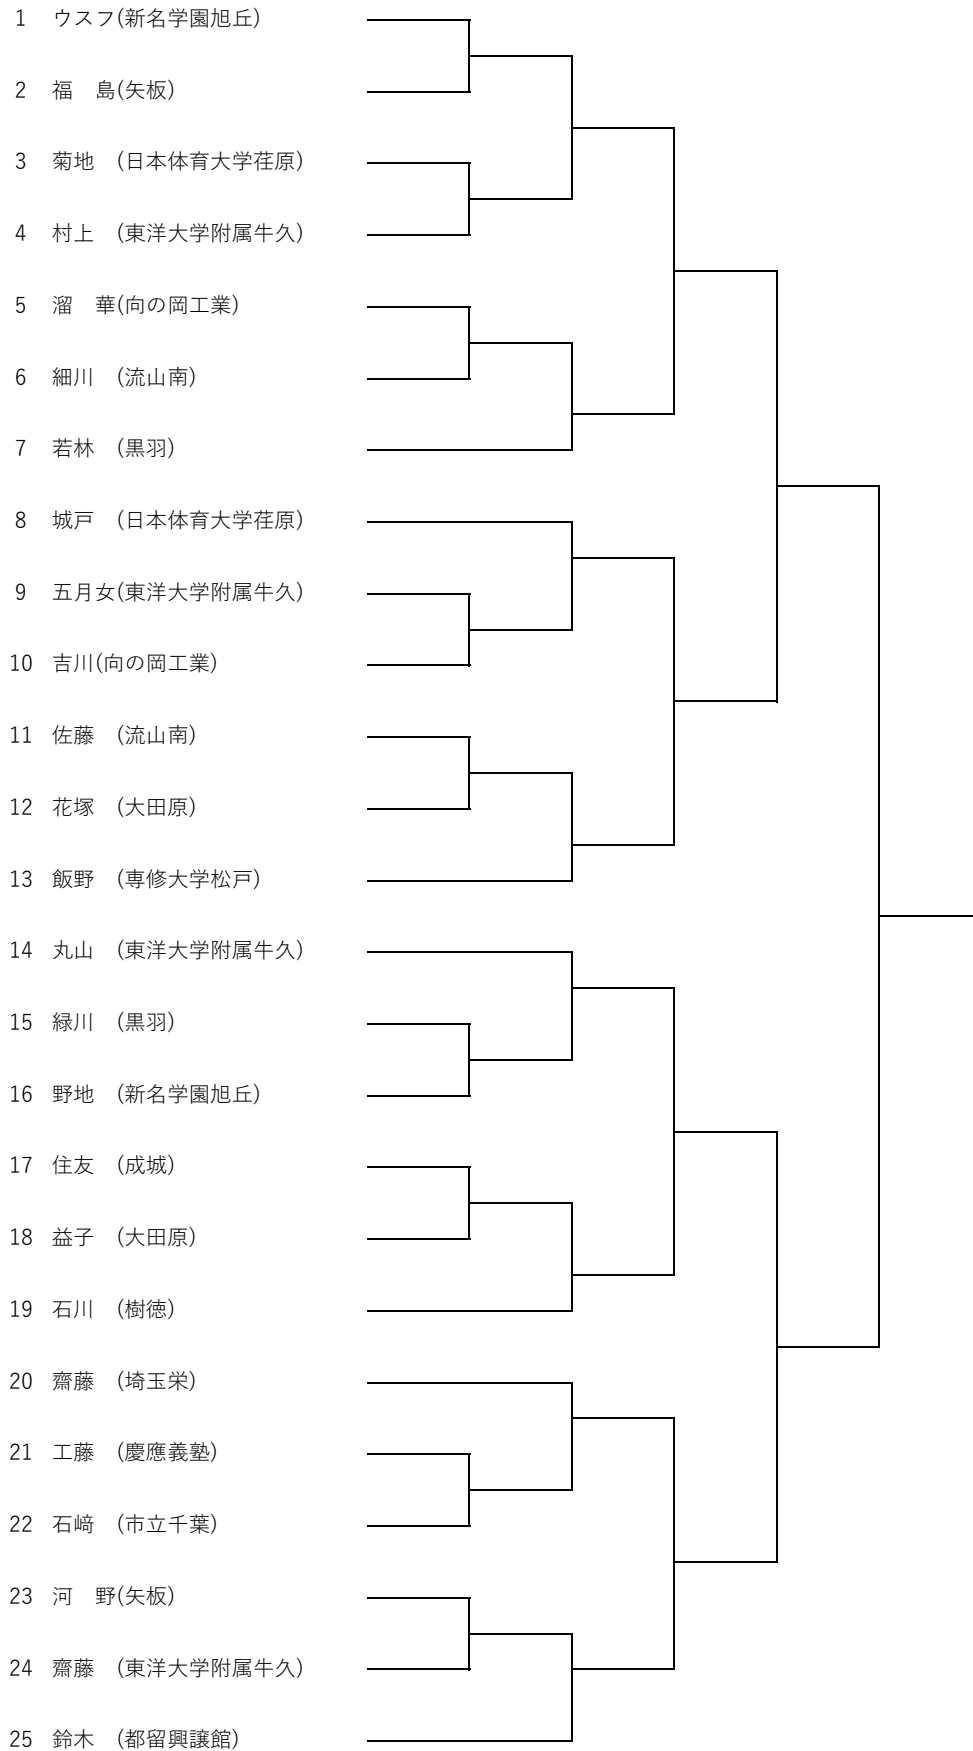 1 ウスフ(新名学園旭丘)
2 福　島(矢板)
3 菊地　(日本体育大学荏原)
4 村上　(東洋大学附属牛久)
5 溜　華(向の岡工業)
6 細川　(流山南)
7 若林　(黒羽)
8 城戸　(日本体育大学荏原)
9 五月女(東洋大学附属牛久)
10 吉川(向の岡工業)
11 佐藤　(流山南)
12 花塚　(大田原)
13 飯野　(専修大学松戸)
14 丸山　(東洋大学附属牛久)
15 緑川　(黒羽)
16 野地　(新名学園旭丘)
17 住友　(成城)
18 益子　(大田原)
19 石川　(樹徳)
20 齋藤　(埼玉栄)
21 工藤　(慶應義塾)
22 石﨑　(市立千葉)
23 河　野(矢板)
24 齋藤　(東洋大学附属牛久)
25 鈴木　(都留興譲館)